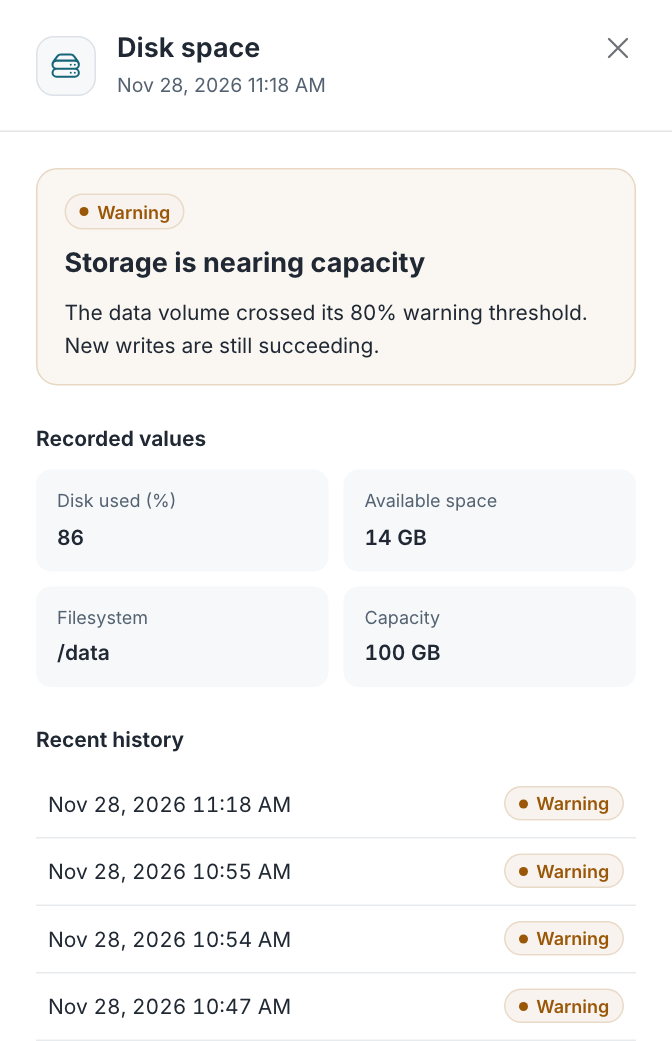 Disk space
Nov 28, 2026 11:18 AM
Warning
Storage is nearing capacity
The data volume crossed its 80% warning threshold.
New writes are still succeeding.
Recorded values
Disk used (%)
86
Available space
14 GB
Filesystem
/data
Capacity
100 GB
Recent history
Nov 28, 2026 11:18 AM Warning
Nov 28, 2026 10:55 AM Warning
Nov 28, 2026 10:54 AM Warning
Nov 28, 2026 10:47 AM Warning